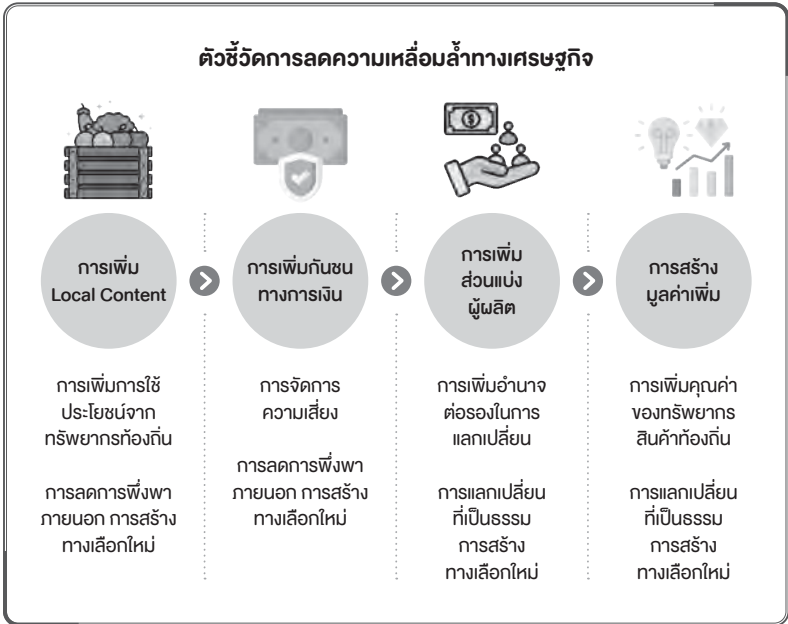 ตัวชี้วัดการลดความเหลื่อมล้ำทางเศรษฐกิจ
การเพิ่ม
Local Content
การเพิ่มการใช้
ประโยชน์จาก
ทรัพยากรท้องถิ่น
การลดการพึ่งพา
ภายนอก การสร้าง
ทางเลือกใหม่
การเพิ่มกันชน
ทางการเงิน
การจัดการ
ความเสี่ยง
การลดการพึ่งพา
ภายนอก การสร้าง
ทางเลือกใหม่
การเพิ่ม
ส่วนแบ่ง
ผู้ผลิต
การเพิ่มอำนาจ
ต่อรองในการ
แลกเปลี่ยน
การแลกเปลี่ยน
ที่เป็นธรรม
การสร้าง
ทางเลือกใหม่
การสร้าง
มูลค่าเพิ่ม
การเพิ่มคุณค่า
ของทรัพยากร
สินค้าท้องถิ่น
การแลกเปลี่ยน
ที่เป็นธรรม
การสร้าง
ทางเลือกใหม่